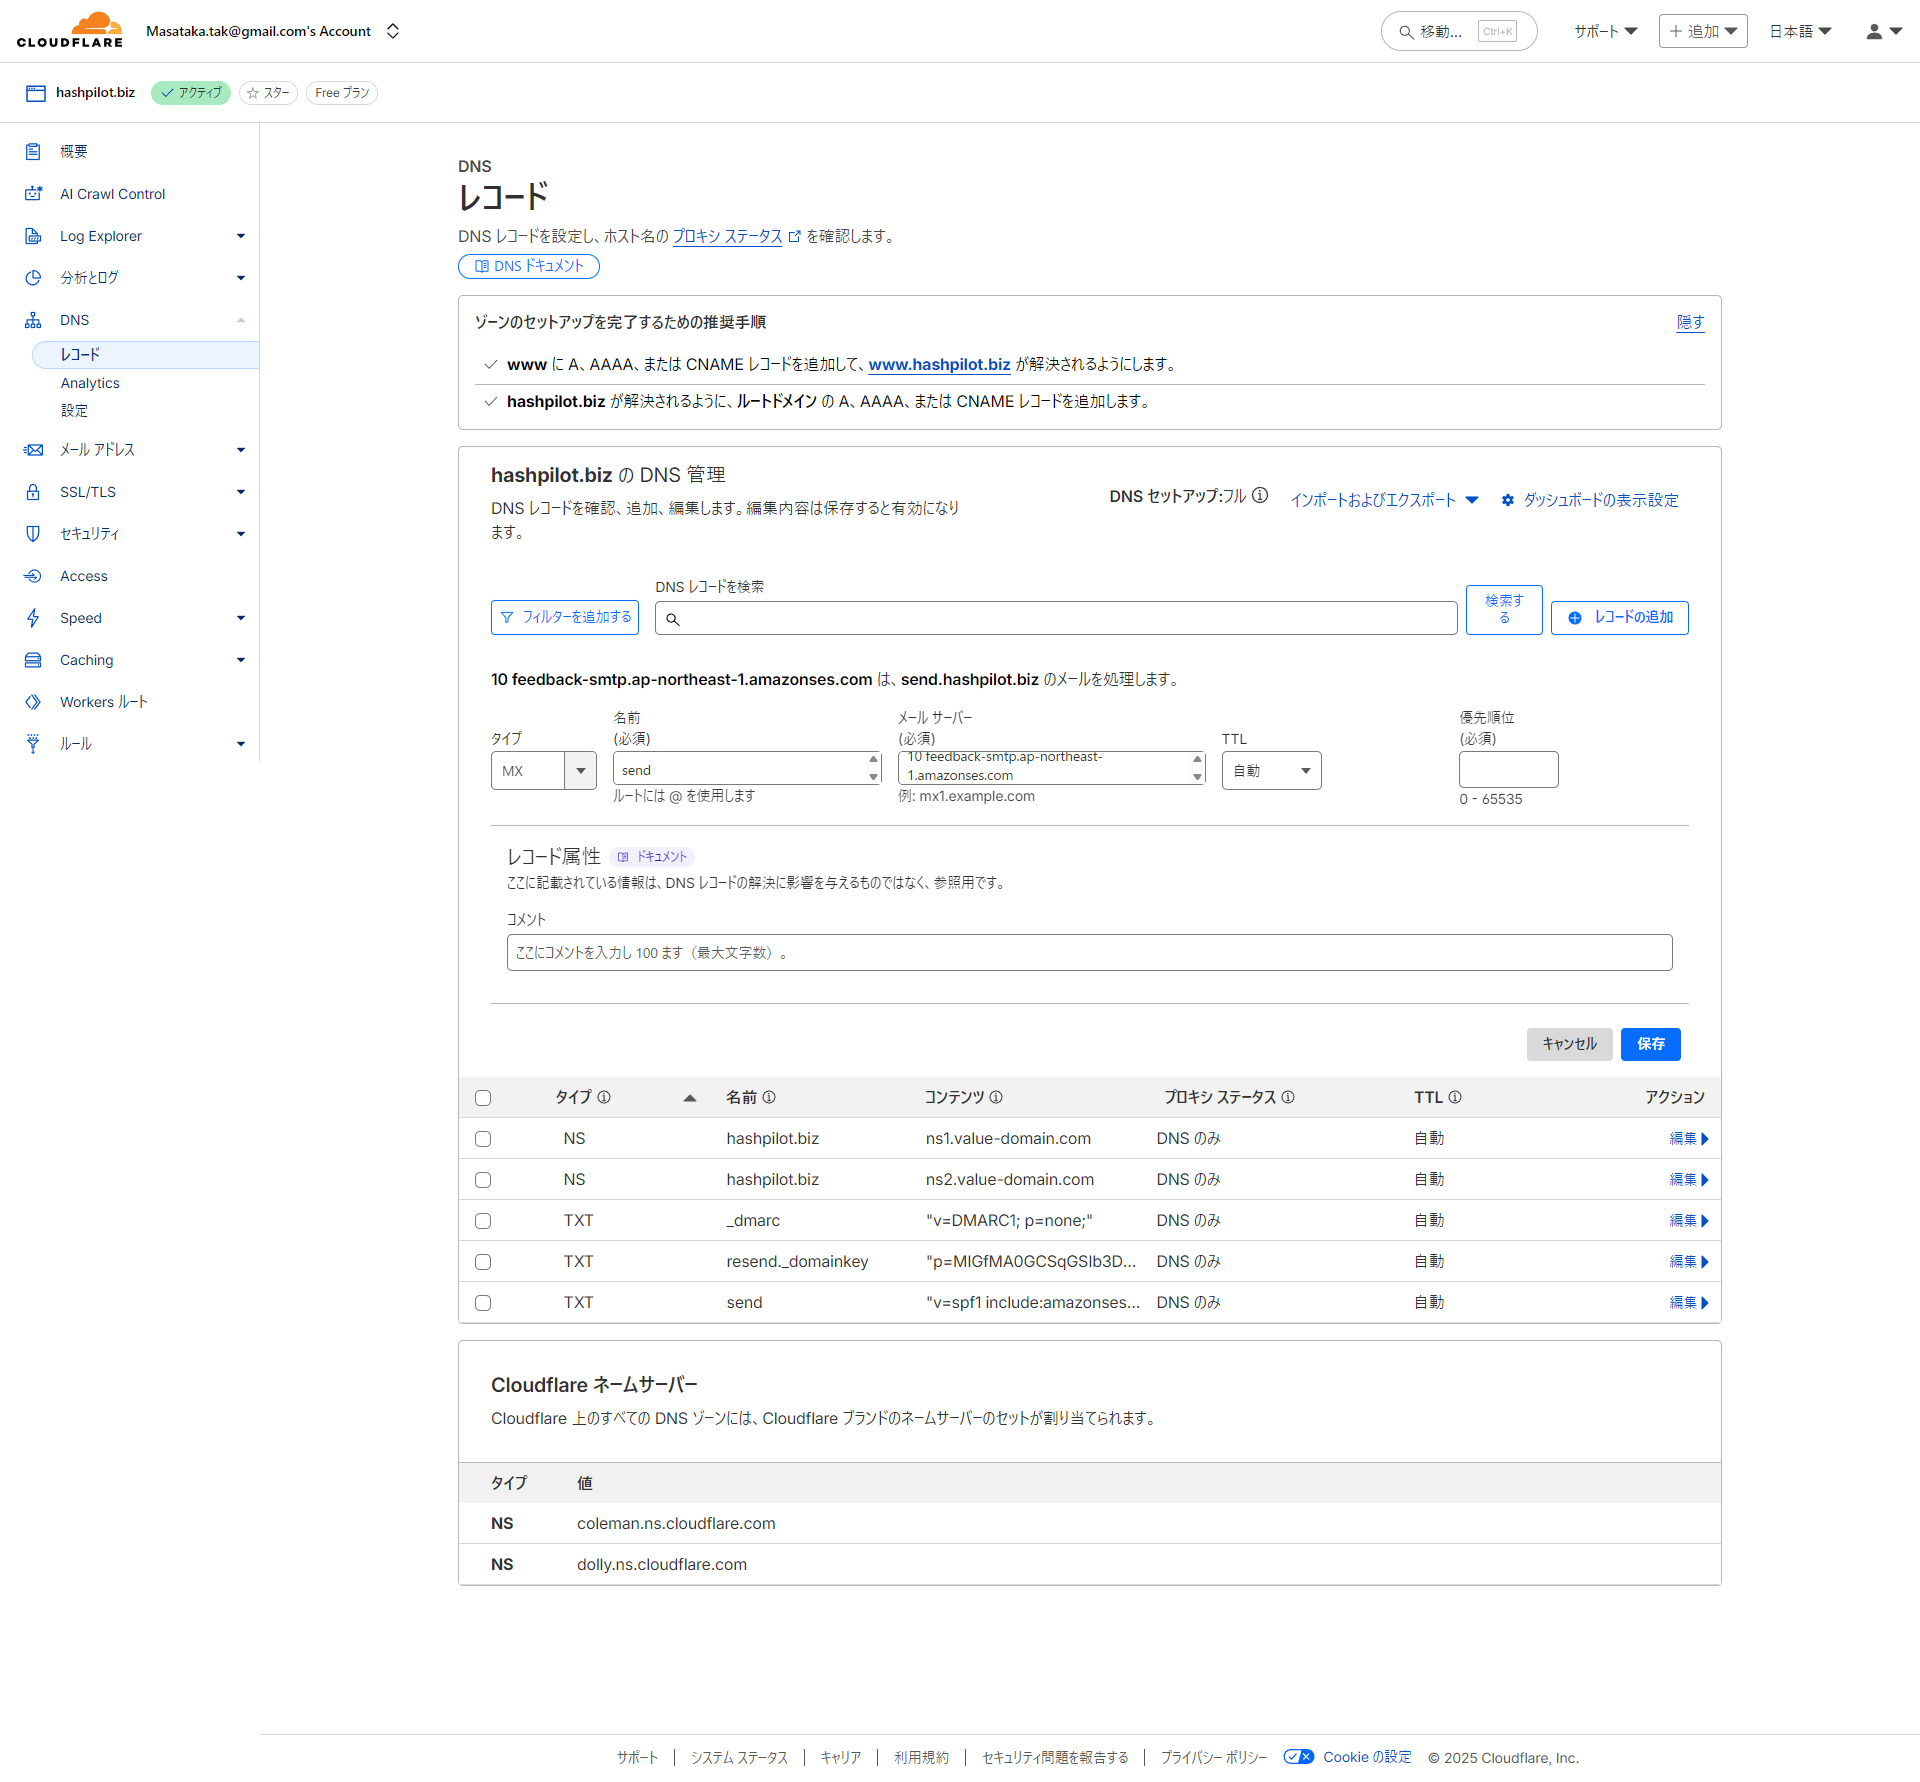 CLOUDFLARE
Masataka.tak@gmail.com's Account
移動...
Ctrl+K
サポート
追加
日本語
hashpilot.biz
アクティブ
スター
Free プラン
概要
AI Crawl Control
Log Explorer
分析とログ
DNS
レコード
Analytics
設定
メール アドレス
SSL/TLS
セキュリティ
Access
Speed
Caching
Workers ルート
ルール
DNS
レコード
DNS レコードを設定し、ホスト名の プロキシ ステータス を確認します。
DNS ドキュメント
ゾーンのセットアップを完了するための推奨手順
隠す
www に A、AAAA、または CNAME レコードを追加して、www.hashpilot.biz が解決されるようにします。
hashpilot.biz が解決されるように、ルートドメイン の A、AAAA、または CNAME レコードを追加します。
hashpilot.biz の DNS 管理
DNS レコードを確認、追加、編集します。編集内容は保存すると有効になり
ます。
DNS セットアップ:フル
インポートおよびエクスポート
ダッシュボードの表示設定
DNS レコードを検索
フィルターを追加する
検索す
る
レコードの追加
10 feedback-smtp.ap-northeast-1.amazonses.com は、send.hashpilot.biz のメールを処理します。
タイプ
MX
名前
(必須)
send
ルートには @ を使用します
メール サーバー
(必須)
10 feedback-smtp.ap-northeast-
1.amazonses.com
例: mx1.example.com
TTL
自動
優先順位
(必須)
0 - 65535
レコード属性
ドキュメント
ここに記載されている情報は、DNS レコードの解決に影響を与えるものではなく、参照用です。
コメント
ここにコメントを入力し 100 ます（最大文字数）。
キャンセル
保存
タイプ 名前 コンテンツ プロキシ ステータス TTL アクション
NS hashpilot.biz ns1.value-domain.com DNS のみ 自動 編集
NS hashpilot.biz ns2.value-domain.com DNS のみ 自動 編集
TXT _dmarc "v=DMARC1; p=none;" DNS のみ 自動 編集
TXT resend._domainkey "p=MIGfMA0GCSqGSIb3D... DNS のみ 自動 編集
TXT send "v=spf1 include:amazonses... DNS のみ 自動 編集
Cloudflare ネームサーバー
Cloudflare 上のすべての DNS ゾーンには、Cloudflare ブランドのネームサーバーのセットが割り当てられます。
タイプ 値
NS coleman.ns.cloudflare.com
NS dolly.ns.cloudflare.com
サポート
システム ステータス
キャリア
利用規約
セキュリティ問題を報告する
プライバシー ポリシー
Cookie の設定
© 2025 Cloudflare, Inc.